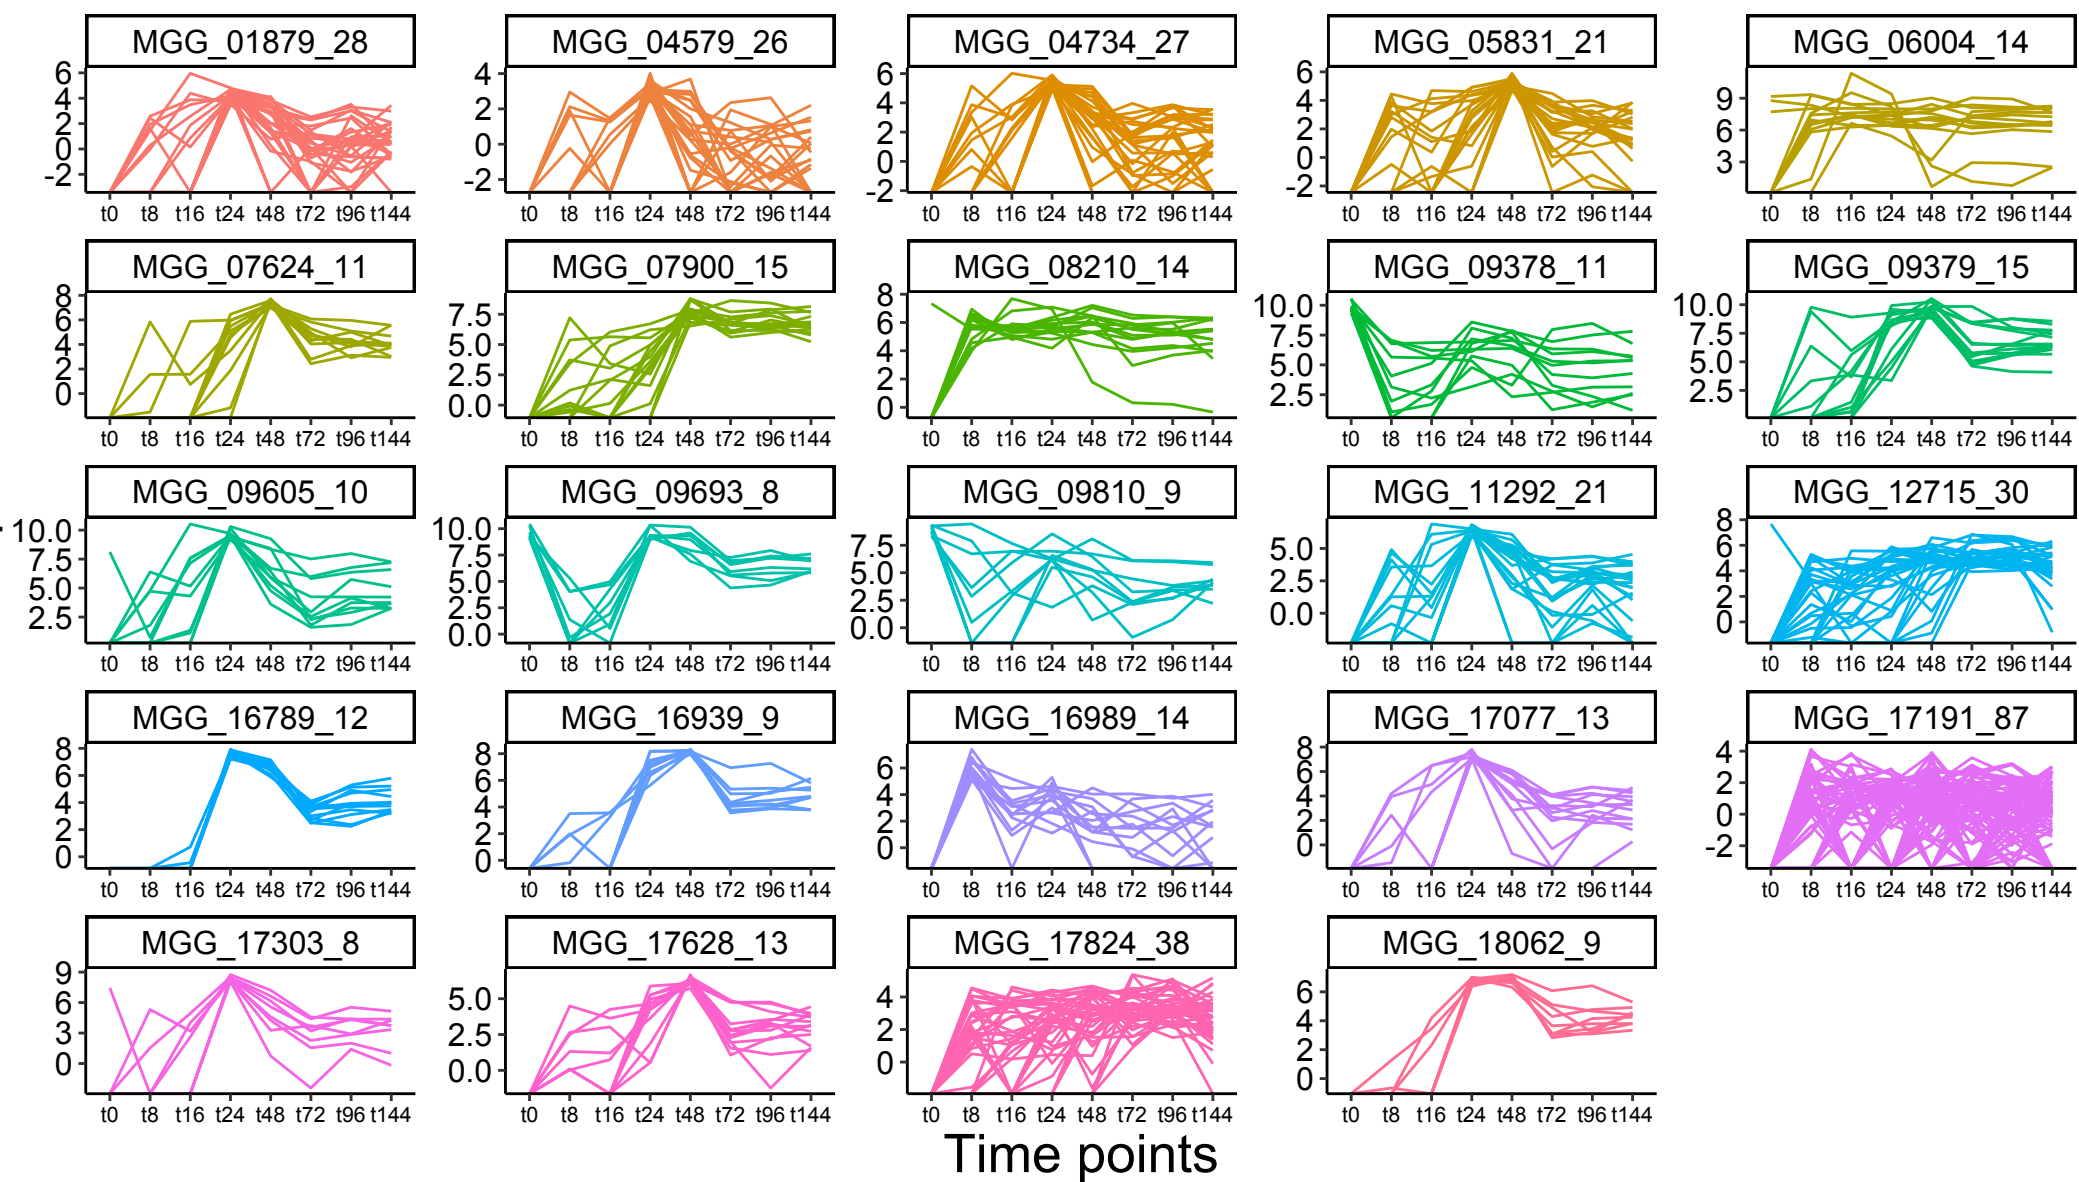 MGG_01879_28 MGG_04579_26 MGG_04734_27 MGG_05831_21 MGG_06004_14
6 4 2 0 -2
4 2 0 -2
6 4 2 0 -2
6 4 2 0 -2
9 6 3
t0 t8 t16 t24 t48 t72 t96 t144 t0 t8 t16 t24 t48 t72 t96 t144 t0 t8 t16 t24 t48 t72 t96 t144 t0 t8 t16 t24 t48 t72 t96 t144 t0 t8 t16 t24 t48 t72 t96 t144
MGG_07624_11 MGG_07900_15 MGG_08210_14 MGG_09378_11 MGG_09379_15
8 6 4 2 0
7.5 5.0 2.5 0.0
8 6 4 2 0
10.0 7.5 5.0 2.5
10.0 7.5 5.0 2.5
t0 t8 t16 t24 t48 t72 t96 t144 t0 t8 t16 t24 t48 t72 t96 t144 t0 t8 t16 t24 t48 t72 t96 t144 t0 t8 t16 t24 t48 t72 t96 t144 t0 t8 t16 t24 t48 t72 t96 t144
MGG_09605_10 MGG_09693_8 MGG_09810_9 MGG_11292_21 MGG_12715_30
10.0 7.5 5.0 2.5
10.0 7.5 5.0 2.5 0.0
7.5 5.0 2.5 0.0
5.0 2.5 0.0
8 6 4 2 0
t0 t8 t16 t24 t48 t72 t96 t144 t0 t8 t16 t24 t48 t72 t96 t144 t0 t8 t16 t24 t48 t72 t96 t144 t0 t8 t16 t24 t48 t72 t96 t144 t0 t8 t16 t24 t48 t72 t96 t144
MGG_16789_12 MGG_16939_9 MGG_16989_14 MGG_17077_13 MGG_17191_87
8 6 4 2 0
8 6 4 2 0
6 4 2 0
8 6 4 2 0
4 2 0 -2
t0 t8 t16 t24 t48 t72 t96 t144 t0 t8 t16 t24 t48 t72 t96 t144 t0 t8 t16 t24 t48 t72 t96 t144 t0 t8 t16 t24 t48 t72 t96 t144 t0 t8 t16 t24 t48 t72 t96 t144
MGG_17303_8 MGG_17628_13 MGG_17824_38 MGG_18062_9
9 6 3 0
5.0 2.5 0.0
4 2 0
6 4 2 0
t0 t8 t16 t24 t48 t72 t96 t144 t0 t8 t16 t24 t48 t72 t96 t144 t0 t8 t16 t24 t48 t72 t96 t144 t0 t8 t16 t24 t48 t72 t96 t144
Time points